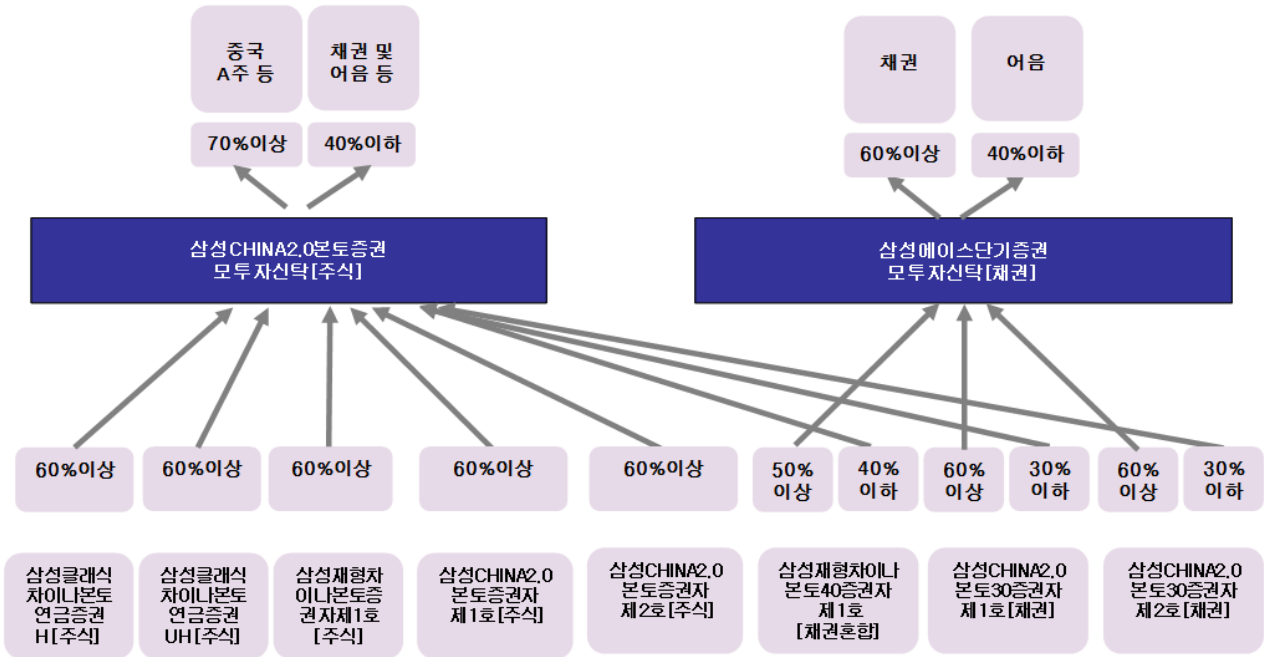 중국
A주 등
채권 및
어음 등
채권
어음
70%이상
40%이하
60%이상
40%이하
삼성CHINA2.0본토증권
모투자신탁[주식]
삼성에이스단기증권
모투자신탁[채권]
60%이상
60%이상
60%이상
60%이상
60%이상
50%
이상
40%
이하
60%
이상
30%
이하
60%
이상
30%
이하
삼성클래식
차이나본토
연금증권
H[주식]
삼성클래식
차이나본토
연금증권
UH[주식]
삼성재형차
이나본토증
권자제1호
[주식]
삼성CHINA2.0
본토증권자
제1호[주식]
삼성CHINA2.0
본토증권자
제2호[주식]
삼성재형차이나
본토40증권자
제1호
[채권혼합]
삼성CHINA2.0
본토30증권자
제1호[채권]
삼성CHINA2.0
본토30증권자
제2호[채권]